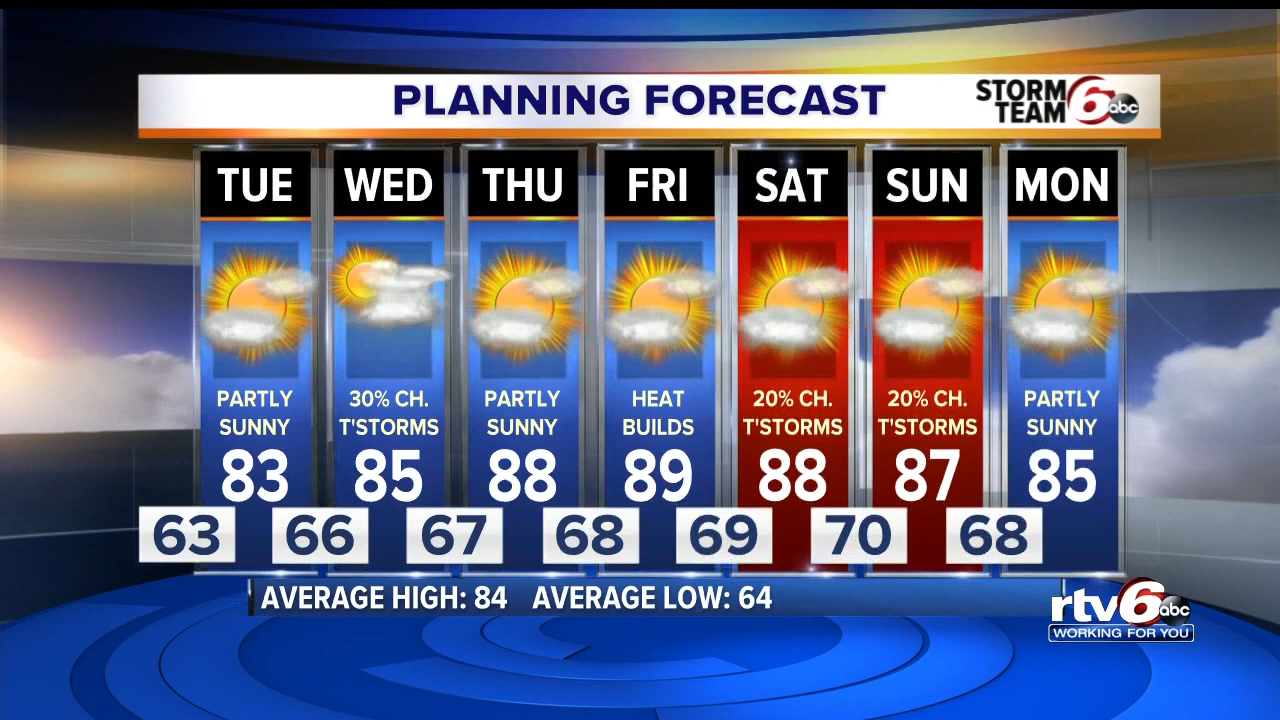 PLANNING FORECAST
STORM TEAM 6 abc
TUE WED THU FRI SAT SUN MON
PARTLY 30% CH. PARTLY HEAT 20% CH. 20% CH. PARTLY
SUNNY T'STORMS SUNNY BUILDS T'STORMS T'STORMS SUNNY
83 85 88 89 88 87 85
63 66 67 68 69 70 68
AVERAGE HIGH: 84 AVERAGE LOW: 64
rtv6 abc
WORKING FOR YOU